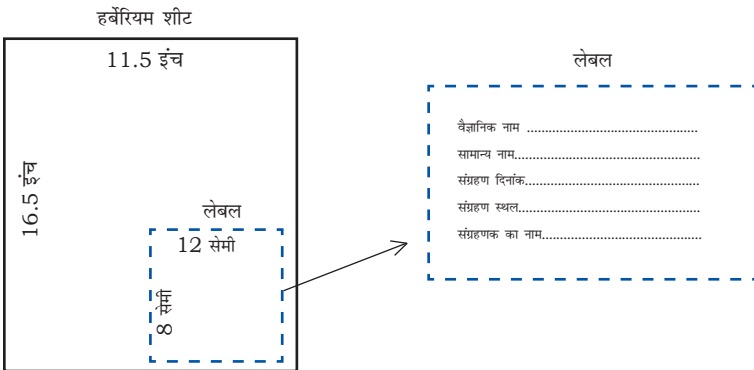 हर्बेरियम शीट
11.5 इंच
16.5 इंच
लेबल
12 सेमी
8 सेमी
लेबल
वैज्ञानिक नाम ............................................
सामान्य नाम................................................
संग्रहण दिनांक.............................................
संग्रहण स्थल...............................................
संग्रहणक का नाम.........................................